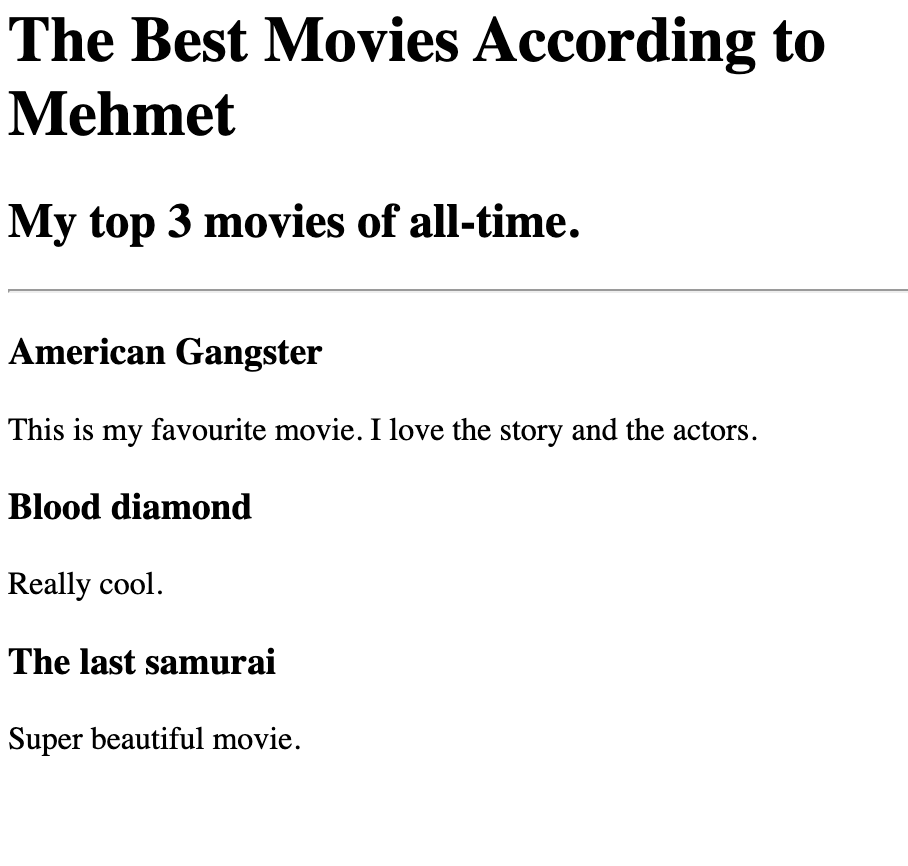 The Best Movies According to
Mehmet
My top 3 movies of all-time.
American Gangster
This is my favourite movie. I love the story and the actors.
Blood diamond
Really cool.
The last samurai
Super beautiful movie.